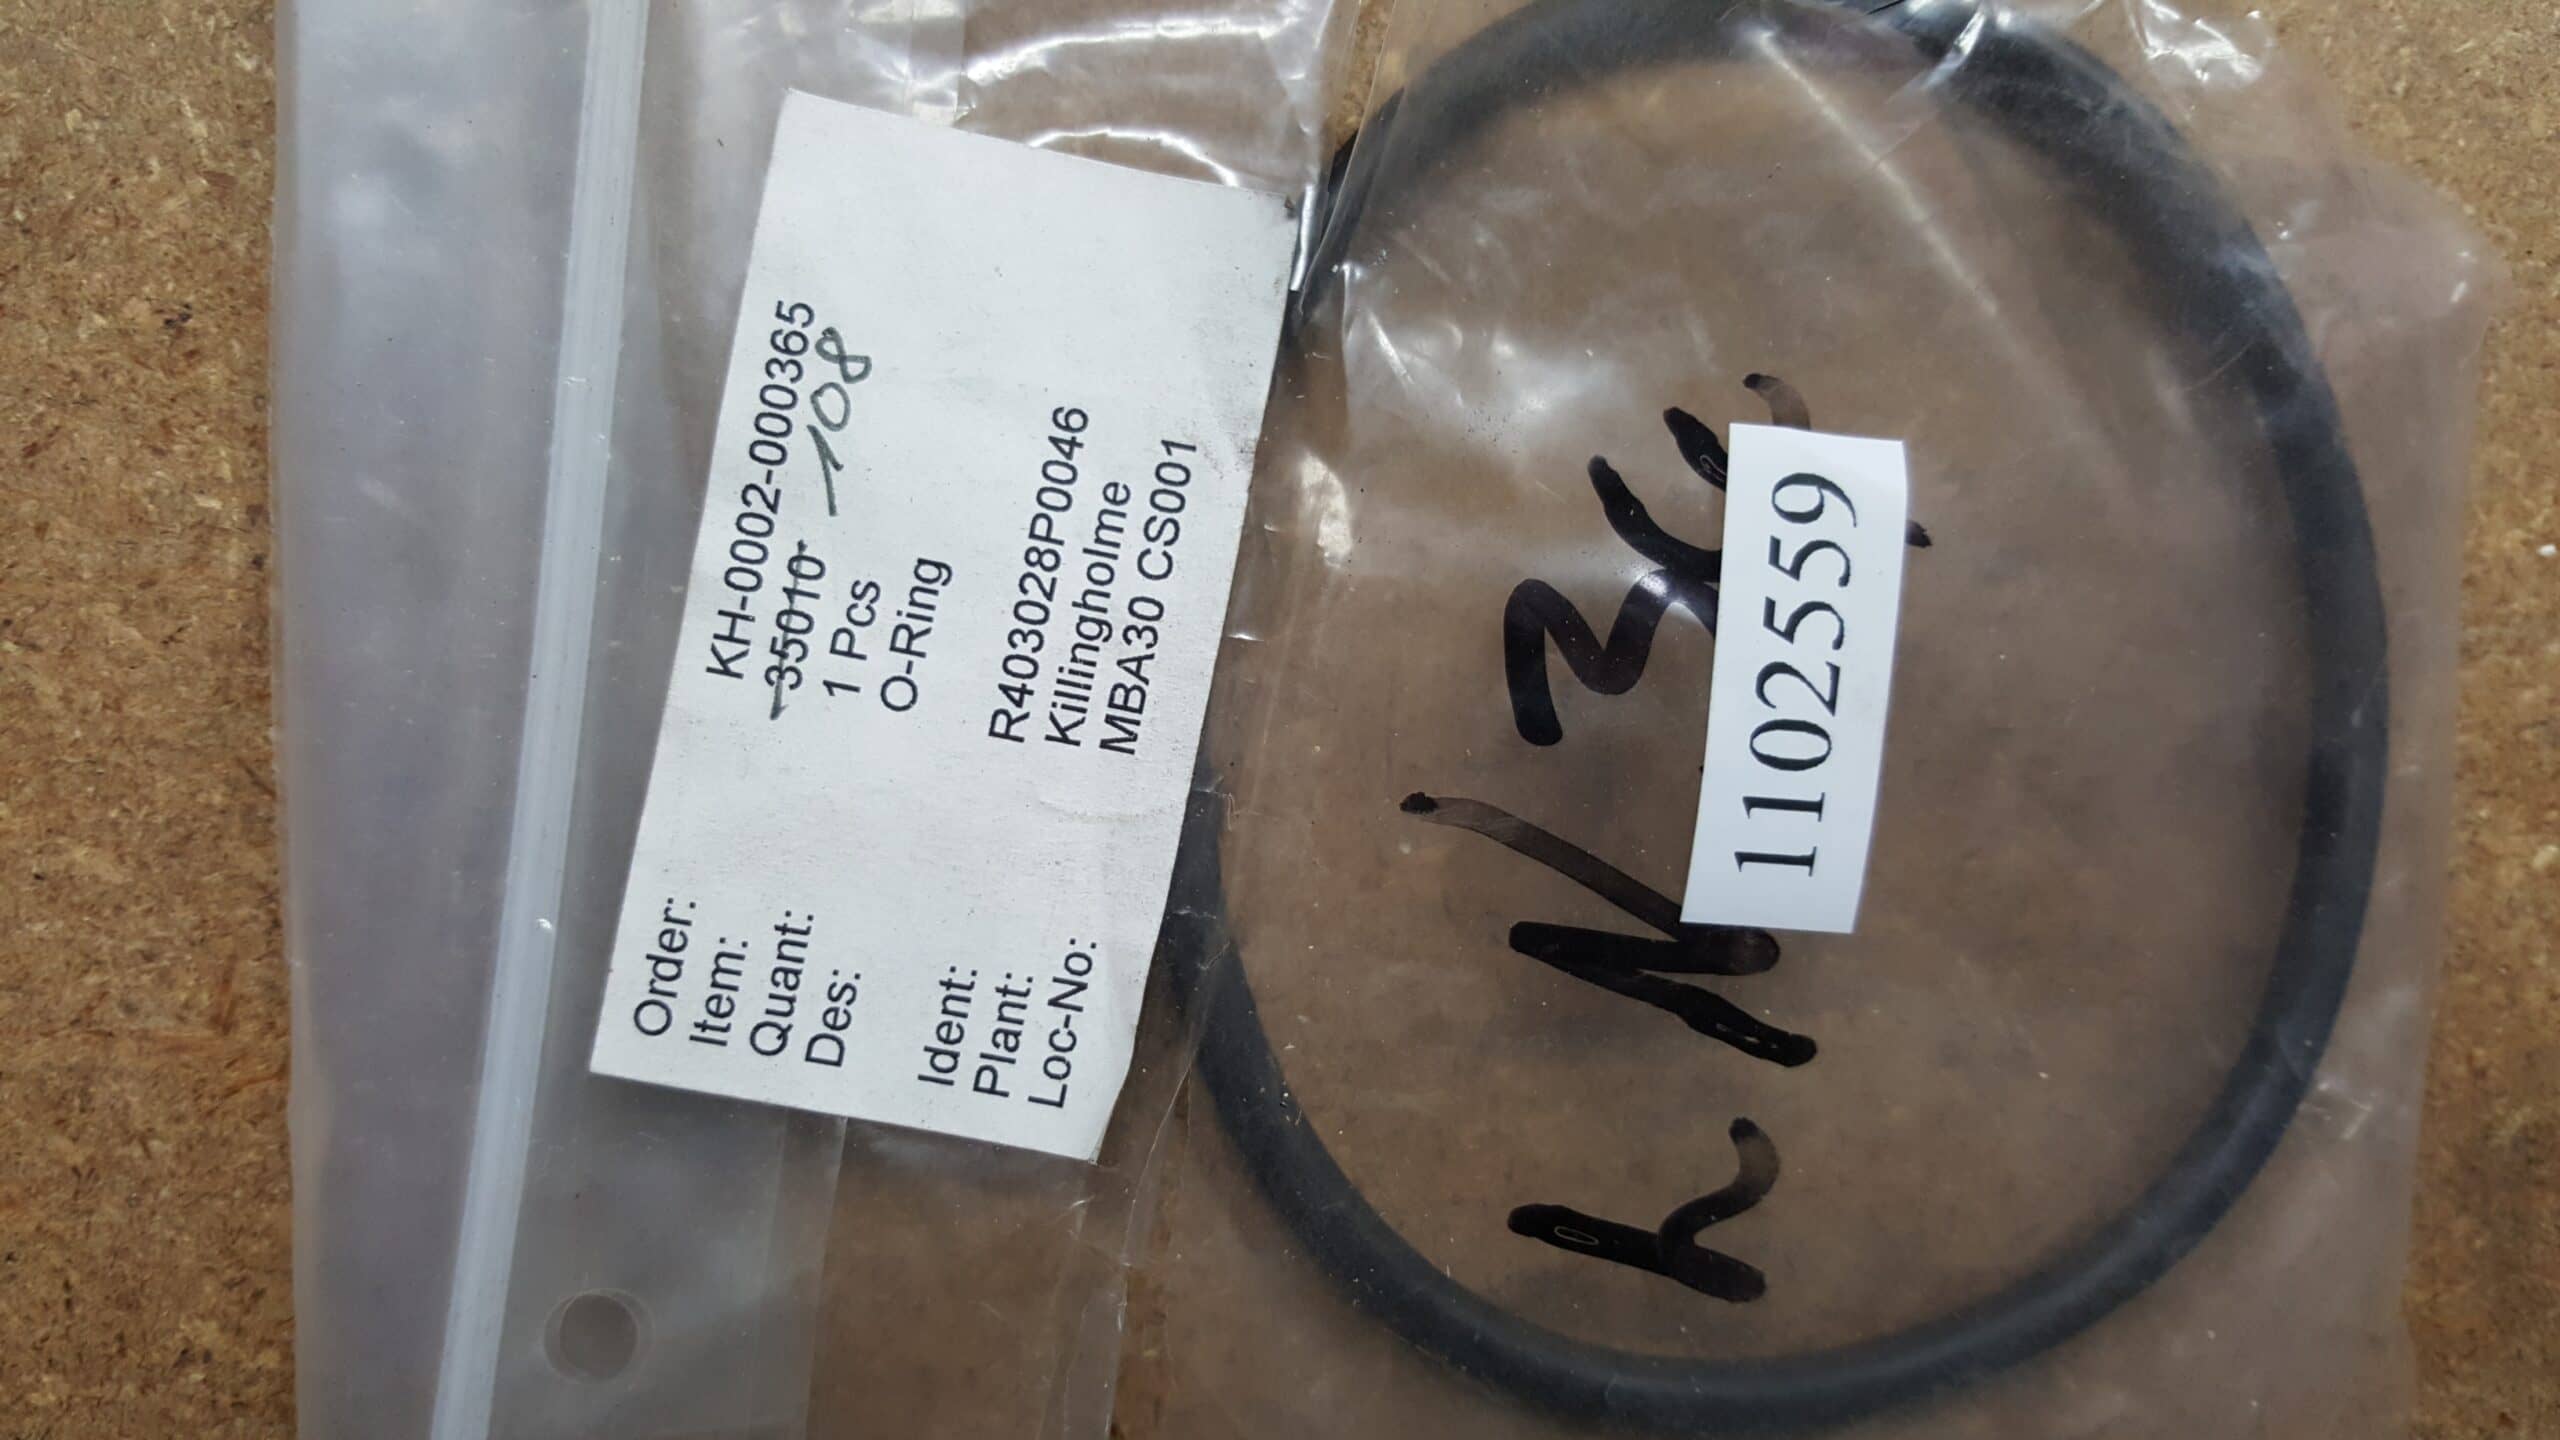 Order: KH-0002-000365
Item: 35010 108
Quant: 1 Pcs
Des: O-Ring
Ident: R403028P0046
Plant: Killingholme
Loc-No: MBA30 CS001
1102559